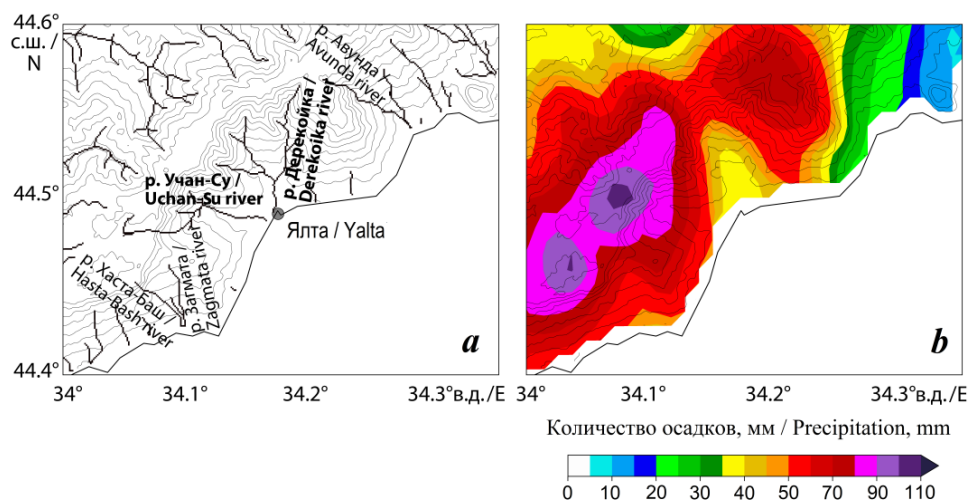 44.6°
с.ш. /
N
44.5°
44.4°
34°
34.1°
34.2°
34.3°в.д./E
р. Авунда /
Avunda river
р. Дерекойка /
Derekoika river
р. Учан-Су /
Uchan-Su river
Ялта / Yalta
р. Загмата /
Zagmata river
р. Хаста-Баш /
Hasta-Bash river
a
b
34°
34.1°
34.2°
34.3°в.д./E
Количество осадков, мм / Precipitation, mm
0 10 20 30 50 70 90 110